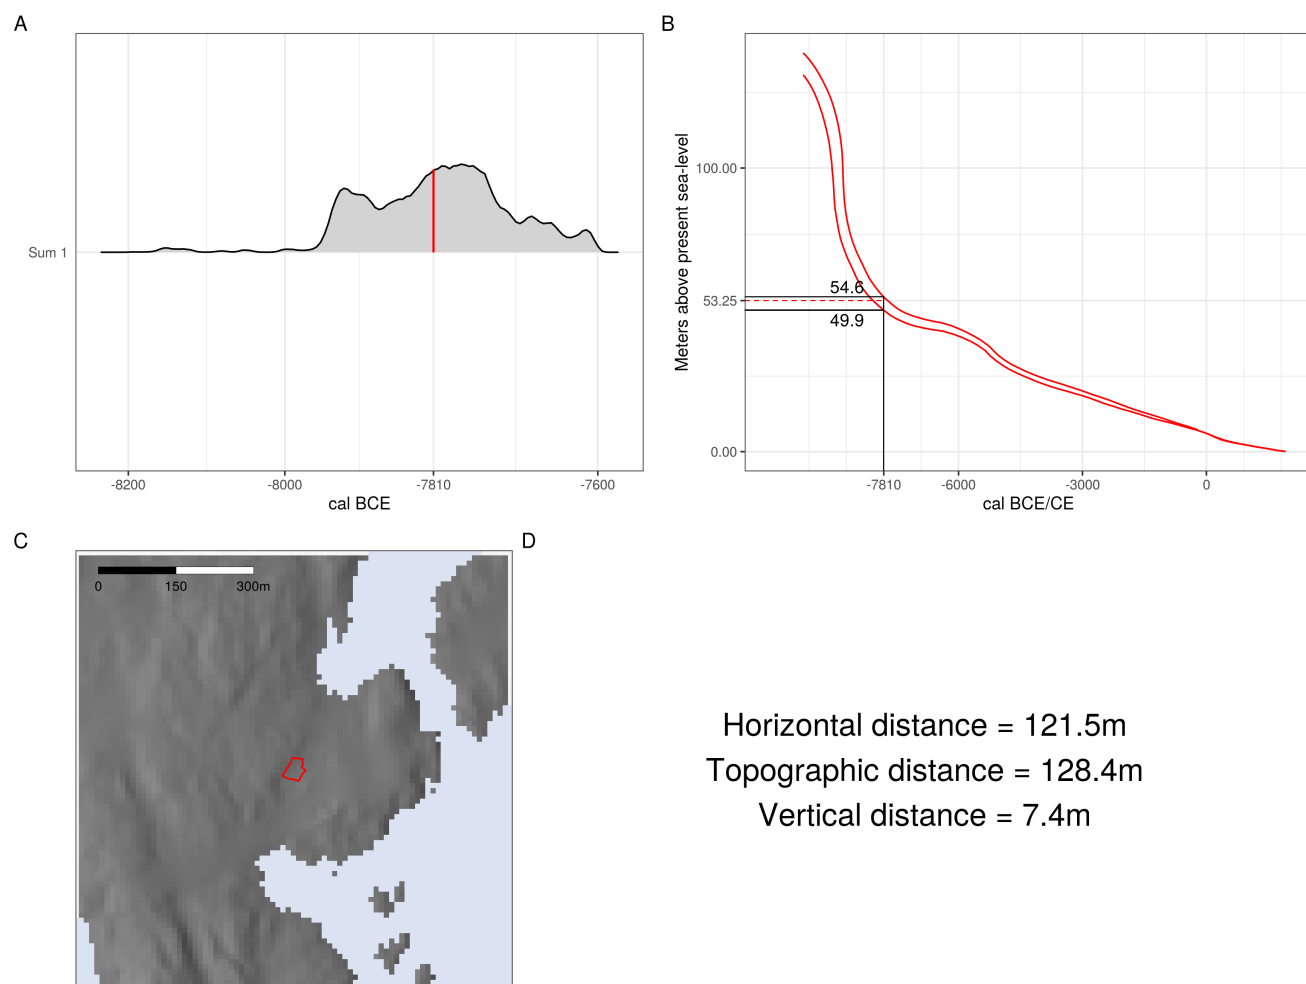 A
Sum 1
-8200 -8000 -7810 -7600
cal BCE
B
Meters above present sea-level
100.00
53.25
0.00
54.6
49.9
-7810 -6000 -3000 0
cal BCE/CE
C
0 150 300m
D
Horizontal distance = 121.5m
Topographic distance = 128.4m
Vertical distance = 7.4m